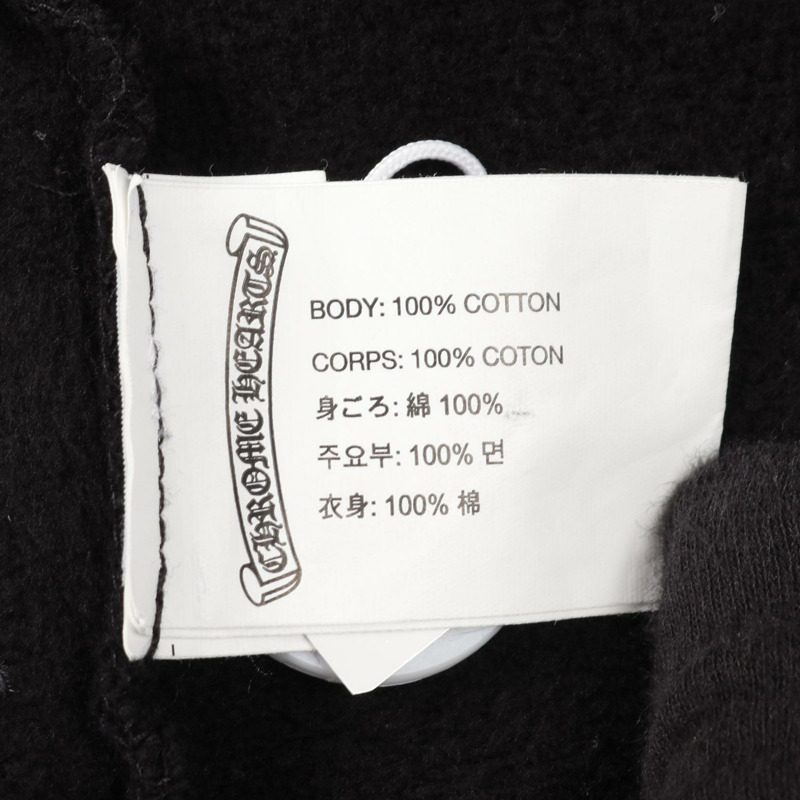 CHROME HEARTS
BODY: 100% COTTON
CORPS: 100% COTON
身ごろ: 綿 100%
주요부: 100% 면
衣身: 100% 棉